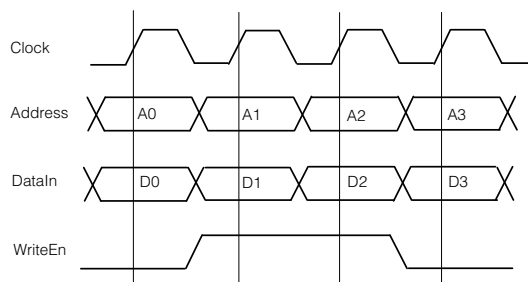 Clock
Address A0 A1 A2 A3
DataIn D0 D1 D2 D3
WriteEn